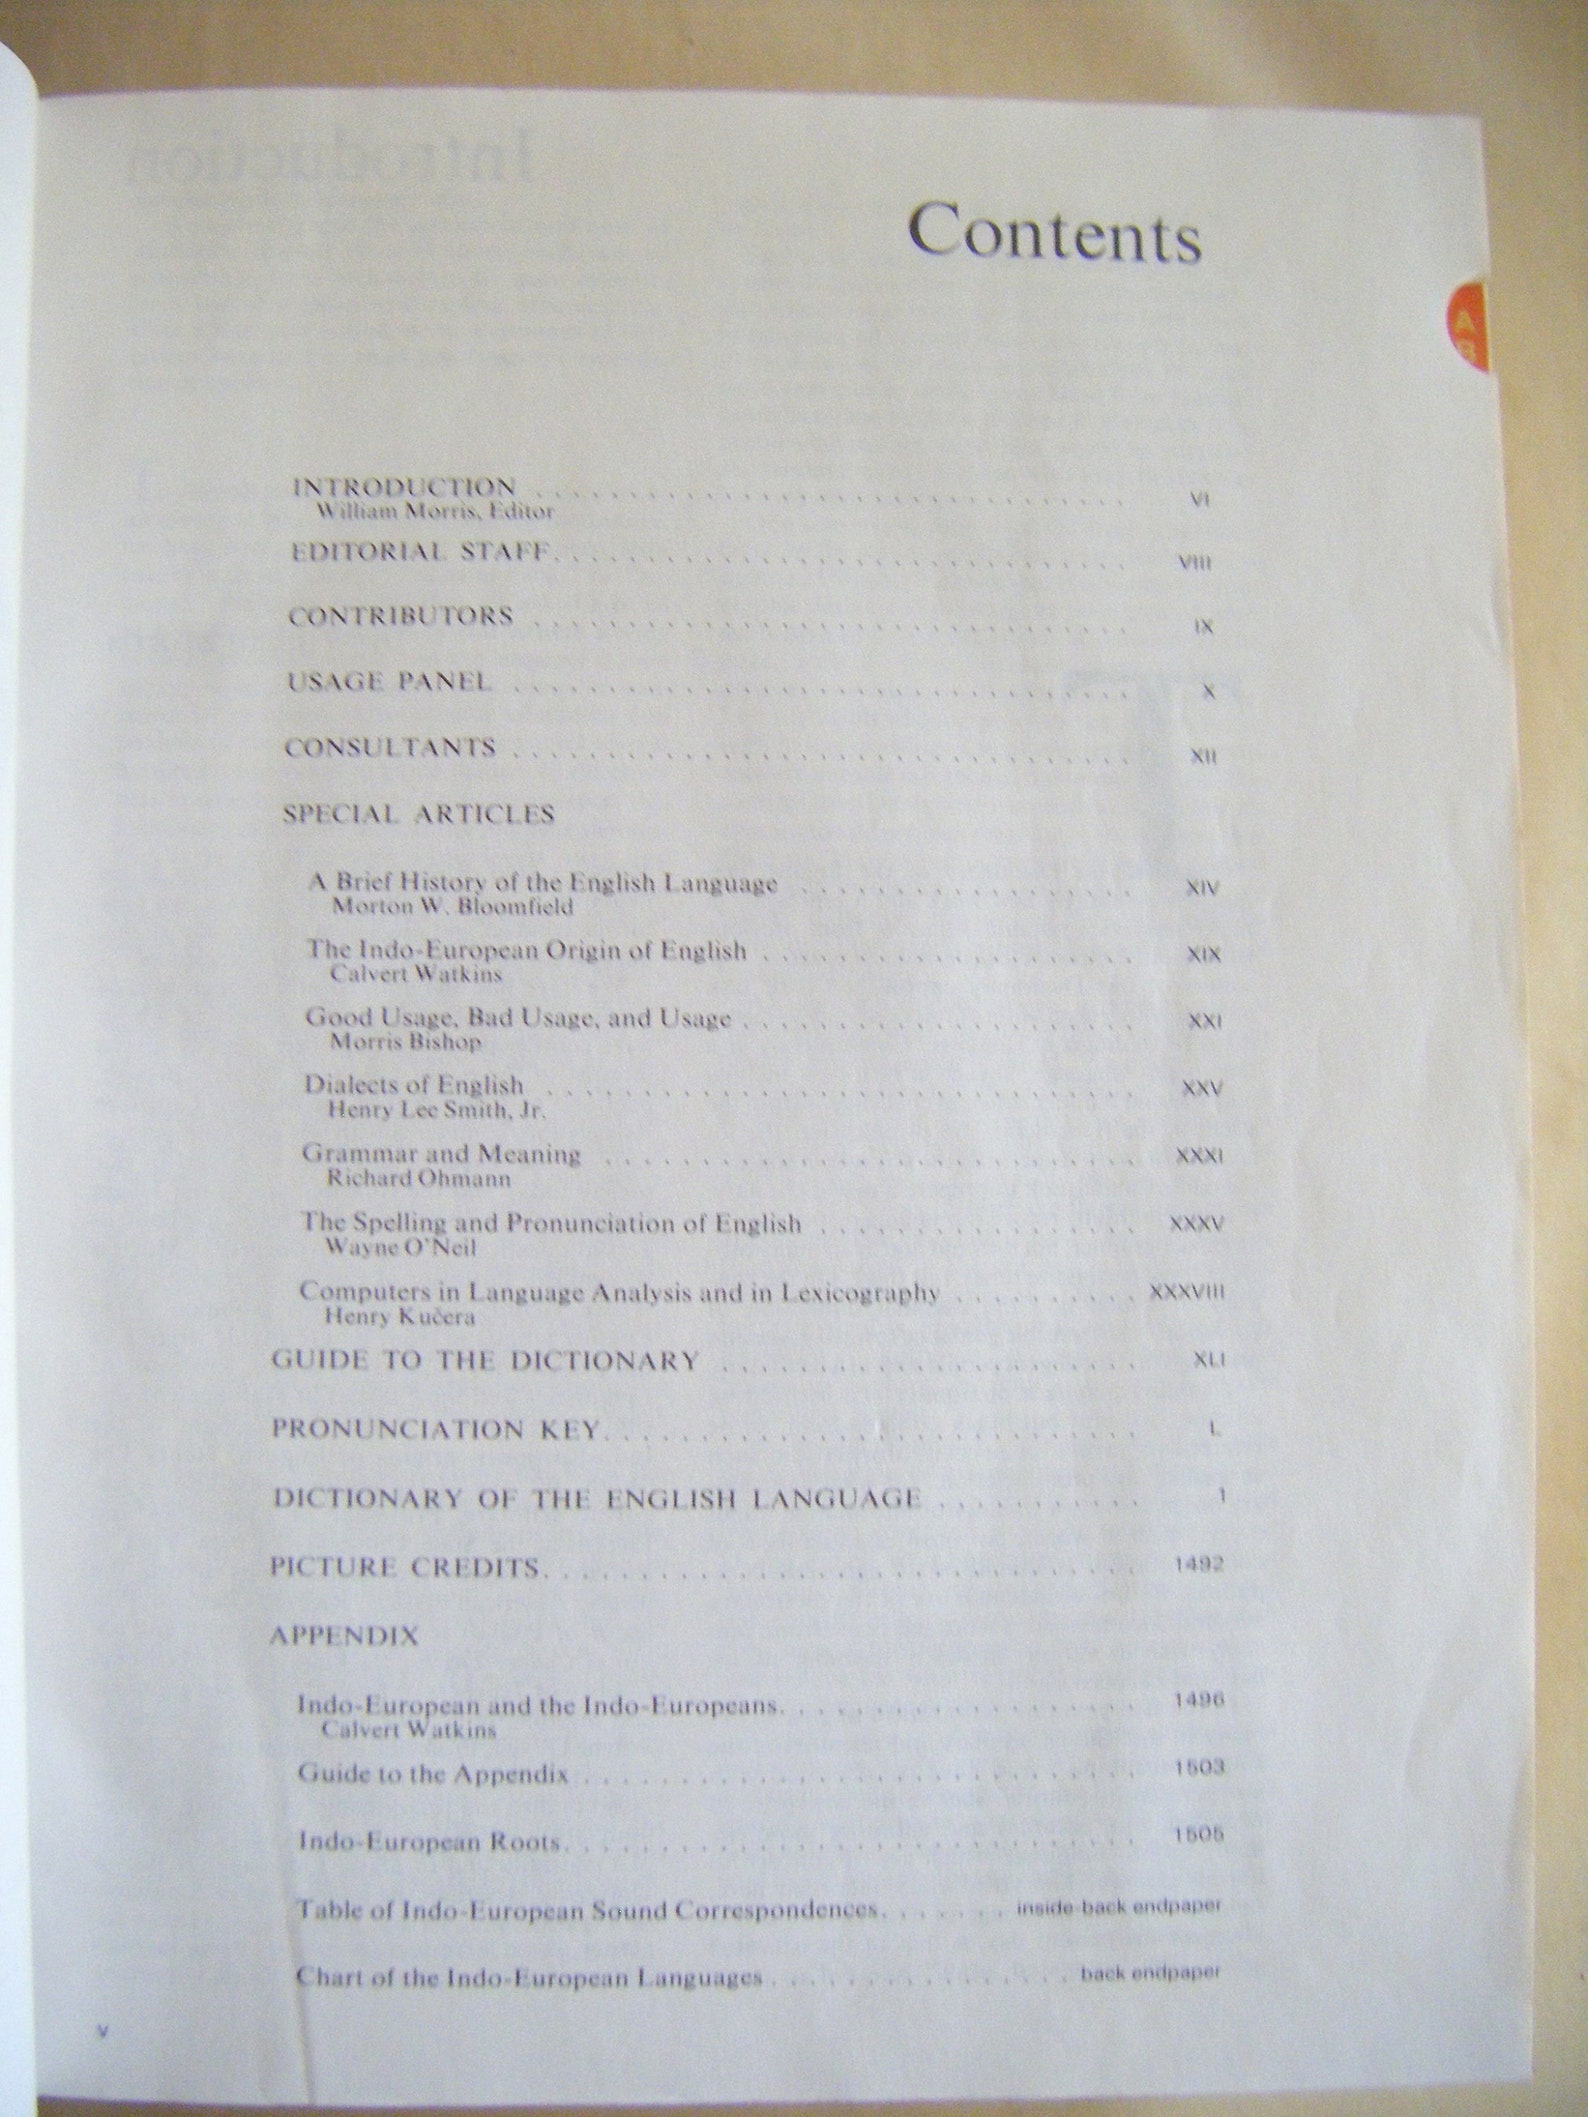 Introduction
Contents
A
B
INTRODUCTION . . . . . . . . . . . . . . . . . . . . . . . . . . . . . . VI
William Morris, Editor
EDITORIAL STAFF. . . . . . . . . . . . . . . . . . . . . . . . . . . . . . VIII
CONTRIBUTORS . . . . . . . . . . . . . . . . . . . . . . . . . . . . . . IX
USAGE PANEL . . . . . . . . . . . . . . . . . . . . . . . . . . . . . . X
CONSULTANTS . . . . . . . . . . . . . . . . . . . . . . . . . . . . . . XII
SPECIAL ARTICLES
A Brief History of the English Language . . . . . . . . . . . . . . . . . . XIV
Morton W. Bloomfield
The Indo-European Origin of English . . . . . . . . . . . . . . . . . . . . XIX
Calvert Watkins
Good Usage, Bad Usage, and Usage . . . . . . . . . . . . . . . . . . . . . XXI
Morris Bishop
Dialects of English . . . . . . . . . . . . . . . . . . . . . . . . . . . . . . XXV
Henry Lee Smith, Jr.
Grammar and Meaning . . . . . . . . . . . . . . . . . . . . . . . . . . . . XXXI
Richard Ohmann
The Spelling and Pronunciation of English . . . . . . . . . . . . . . . . . XXXV
Wayne O'Neil
Computers in Language Analysis and in Lexicography . . . . . . . . . . XXXVIII
Henry Kučera
GUIDE TO THE DICTIONARY . . . . . . . . . . . . . . . . . . . . . . XLI
PRONUNCIATION KEY. . . . . . . . . . . . . . . . . . . . . . . . . . . . L
DICTIONARY OF THE ENGLISH LANGUAGE . . . . . . . . . . . 1
PICTURE CREDITS. . . . . . . . . . . . . . . . . . . . . . . . . . . . . . 1492
APPENDIX
Indo-European and the Indo-Europeans. . . . . . . . . . . . . . . . . . . 1496
Calvert Watkins
Guide to the Appendix . . . . . . . . . . . . . . . . . . . . . . . . . . . . . 1503
Indo-European Roots. . . . . . . . . . . . . . . . . . . . . . . . . . . . . . 1505
Table of Indo-European Sound Correspondences. . . . . . . inside back endpaper
Chart of the Indo-European Languages . . . . . . . . . . . . . . . . back endpaper
v